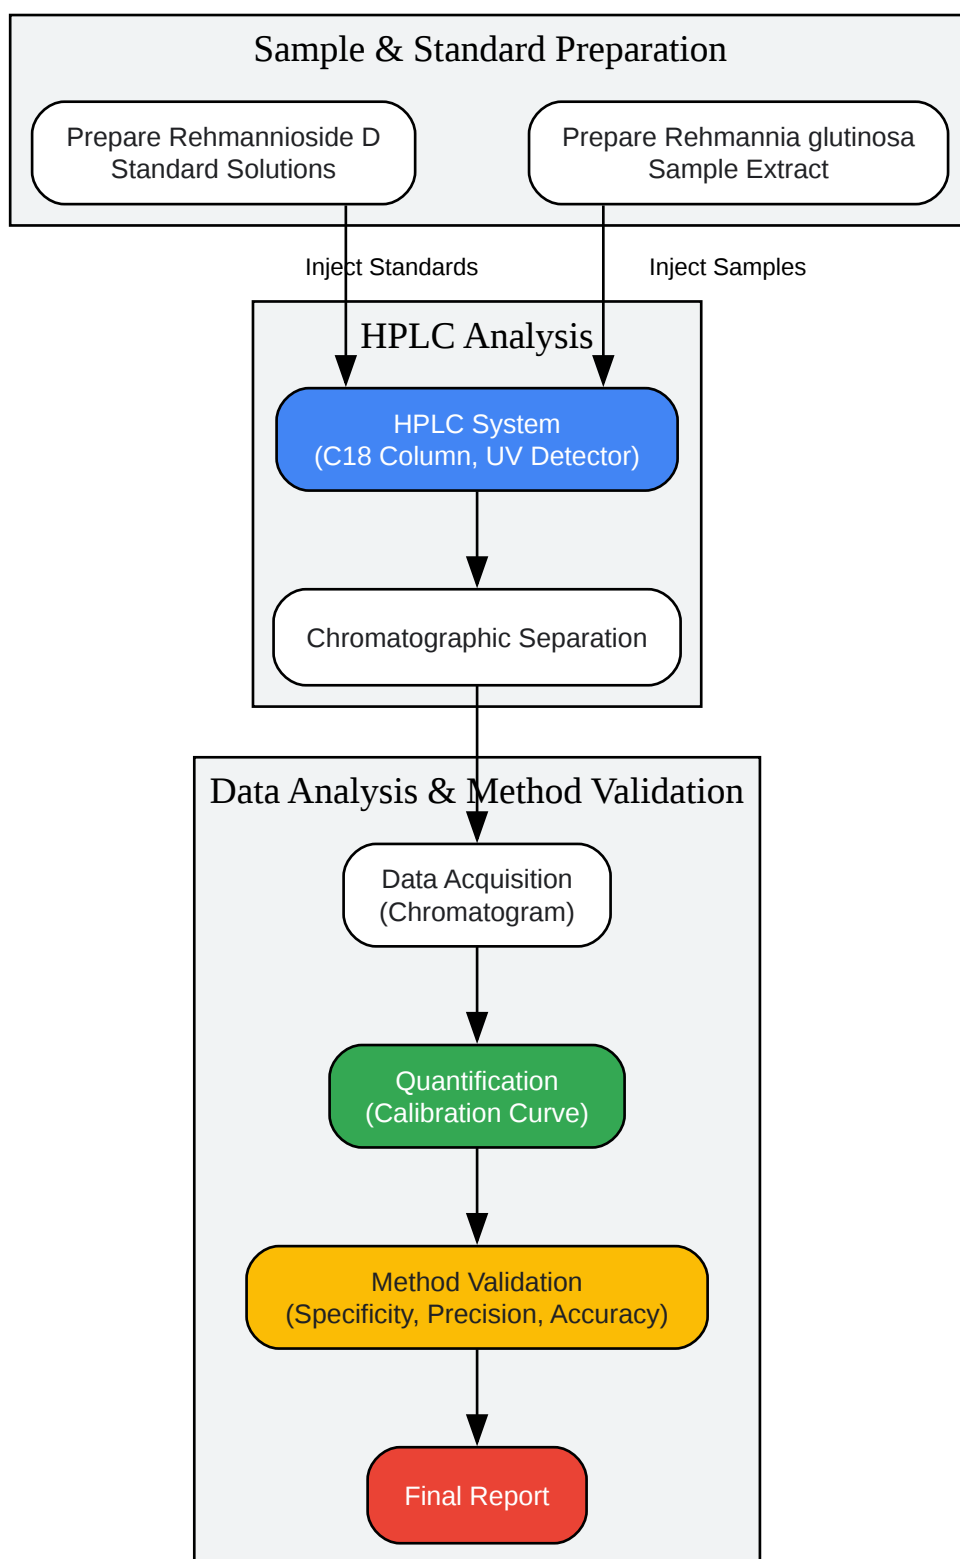 Sample & Standard Preparation
Prepare Rehmannioside D
Standard Solutions
Prepare Rehmannia glutinosa
Sample Extract
Inject Standards
Inject Samples
HPLC Analysis
HPLC System
(C18 Column, UV Detector)
Chromatographic Separation
Data Analysis & Method Validation
Data Acquisition
(Chromatogram)
Quantification
(Calibration Curve)
Method Validation
(Specificity, Precision, Accuracy)
Final Report